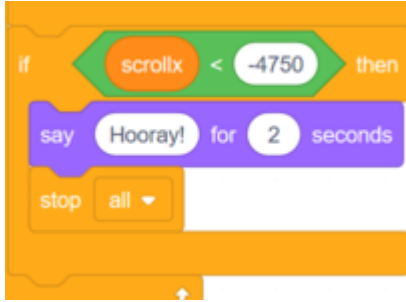 if scrollx < -4750 then
say Hooray! for 2 seconds
stop all